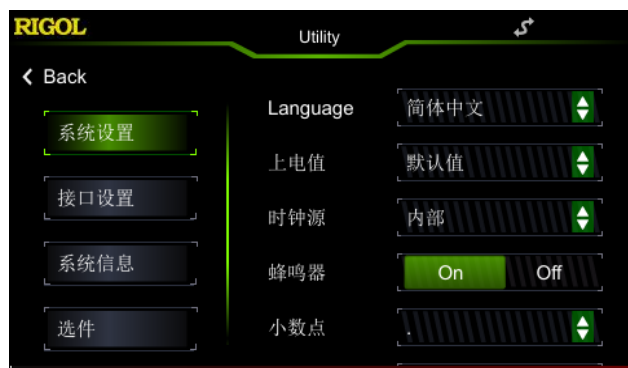 RIGOL
Utility
Back
系统设置
接口设置
系统信息
选件
Language 简体中文
上电值 默认值
时钟源 内部
蜂鸣器 On Off
小数点 .